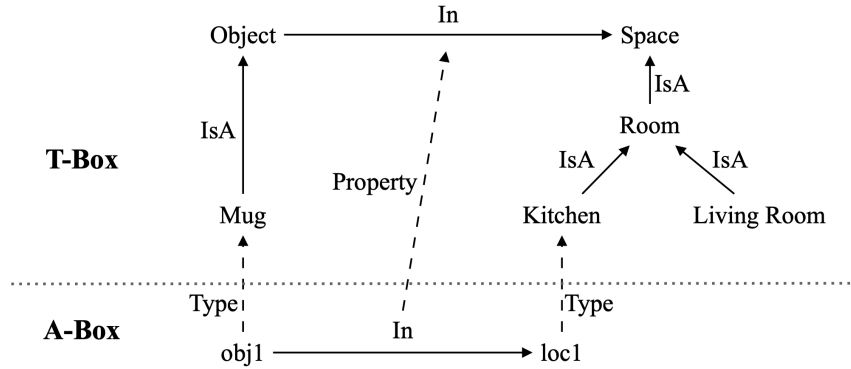 In
Object
Space
IsA
Room
IsA
IsA
IsA
T-Box
Property
Mug
Kitchen
Living Room
Type
Type
A-Box
In
obj1
loc1